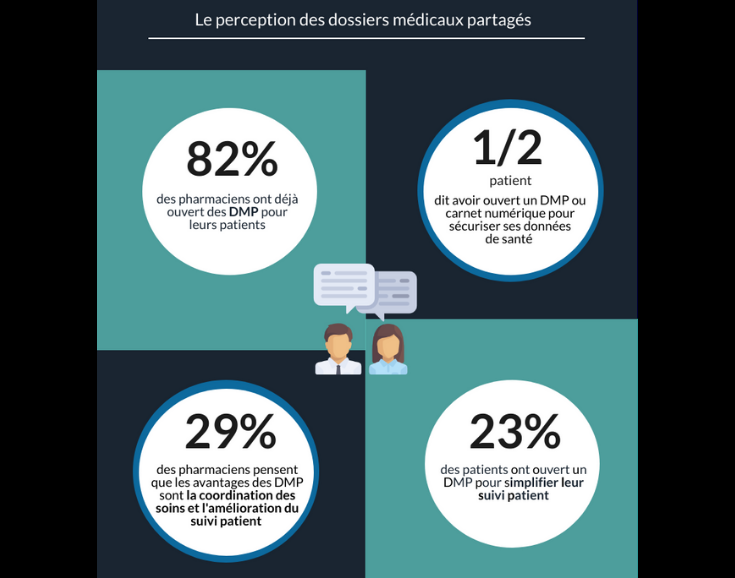 Le perception des dossiers médicaux partagés
82%
des pharmaciens ont déjà
ouvert des DMP pour
leurs patients
1/2
patient
dit avoir ouvert un DMP ou
carnet numérique pour
sécuriser ses données
de santé
29%
des pharmaciens pensent
que les avantages des DMP
sont la coordination des
soins et l'amélioration du
suivi patient
23%
des patients ont ouvert un
DMP pour simplifier leur
suivi patient